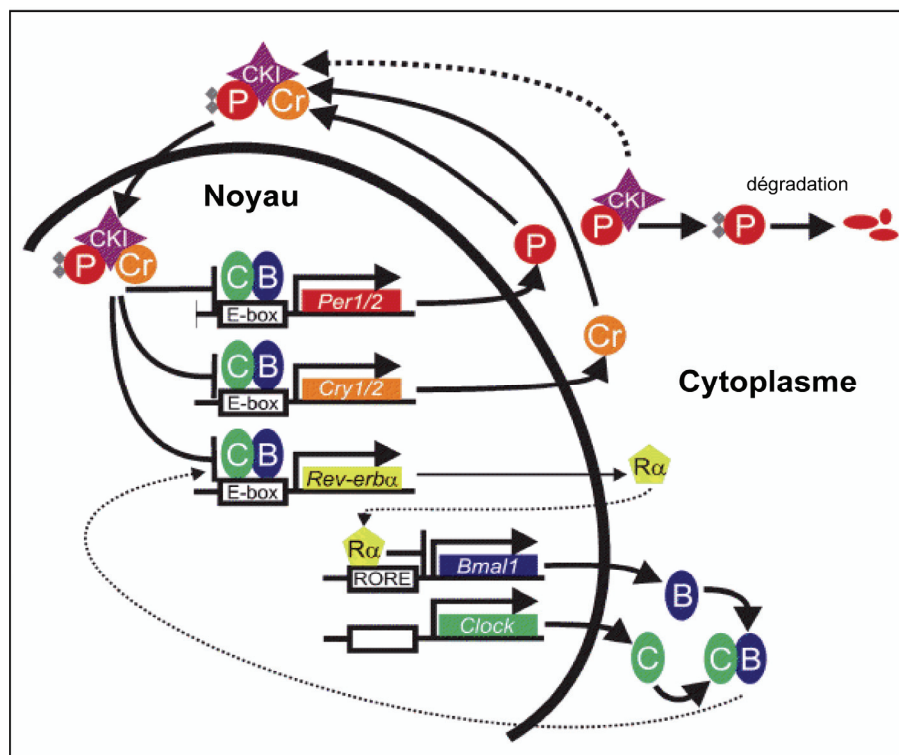 CKI
P Cr
CKI
P
dégradation
P
Noyau
CKI
P Cr
C B
E-box
Per1/2
P
C B
E-box
Cry1/2
Cr
Cytoplasme
C B
E-box
Rev-erbα
Rα
Rα
RORE
Bmal1
B
Clock
C
C B